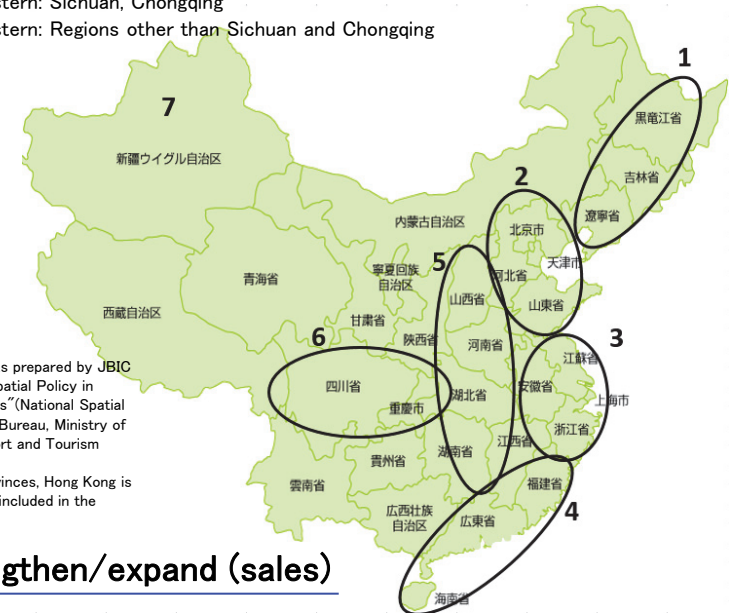 stern: Sichuan, Chongqing
stern: Regions other than Sichuan and Chongqing
1
7
黒竜江省
新疆ウイグル自治区
吉林省
2
遼寧省
内蒙古自治区
北京市
5
天津市
寧夏回族
自治区
河北省
青海省
山西省
山東省
西蔵自治区
甘粛省
陝西省
河南省
6
3
江蘇省
s prepared by JBIC
patial Policy in
s"(National Spatial
Bureau, Ministry of
rt and Tourism
四川省
重慶市
湖北省
安徽省
上海市
浙江省
湖南省
江西省
貴州省
vinces, Hong Kong is
included in the
雲南省
福建省
広西壮族
自治区
広東省
4
gthen/expand (sales)
海南省